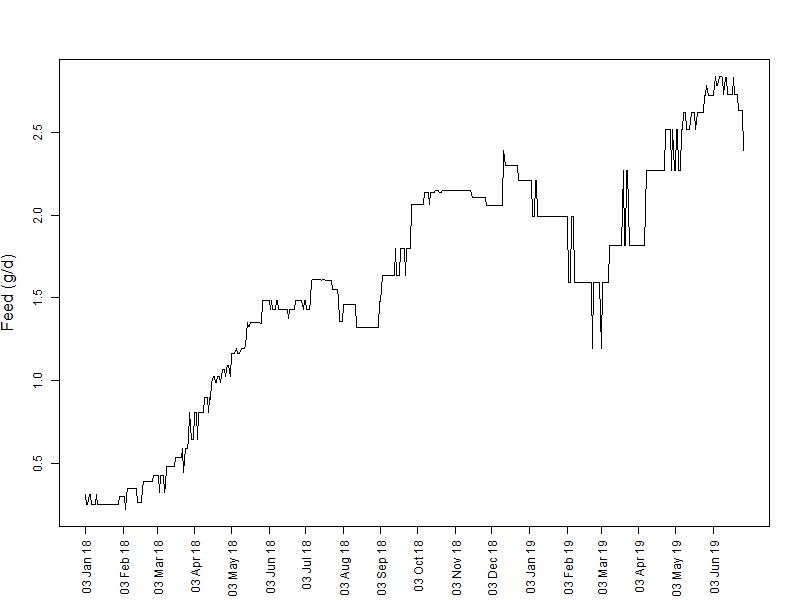 Feed (g/d)
2.5
2.0
1.5
1.0
0.5
03 Jan 18
03 Feb 18
03 Mar 18
03 Apr 18
03 May 18
03 Jun 18
03 Jul 18
03 Aug 18
03 Sep 18
03 Oct 18
03 Nov 18
03 Dec 18
03 Jan 19
03 Feb 19
03 Mar 19
03 Apr 19
03 May 19
03 Jun 19